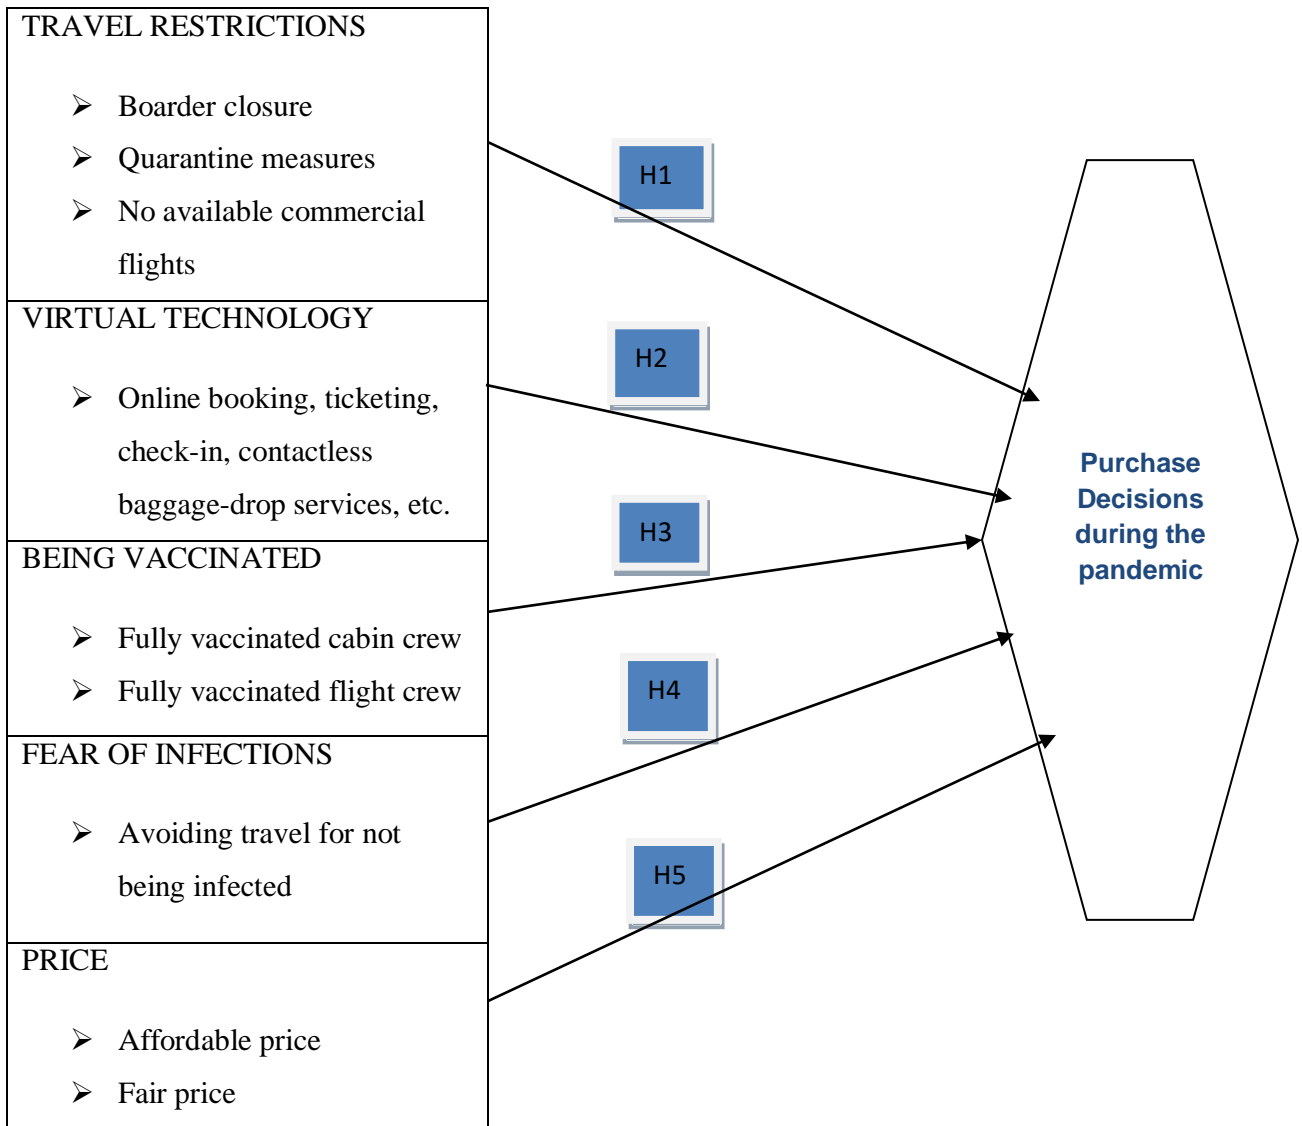 TRAVEL RESTRICTIONS
➢ Boarder closure
➢ Quarantine measures
➢ No available commercial
flights
VIRTUAL TECHNOLOGY
➢ Online booking, ticketing,
check-in, contactless
baggage-drop services, etc.
BEING VACCINATED
➢ Fully vaccinated cabin crew
➢ Fully vaccinated flight crew
FEAR OF INFECTIONS
➢ Avoiding travel for not
being infected
PRICE
➢ Affordable price
➢ Fair price
H1
H2
H3
H4
H5
Purchase
Decisions
during the
pandemic